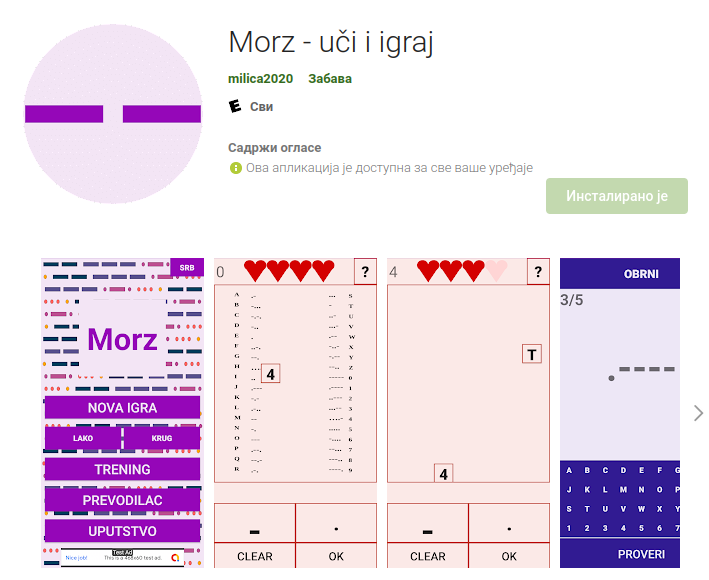 Morz - uči i igraj
milica2020 Забава
E Сви
Садржи огласе
Ова апликација је доступна за све ваше уређаје
Инсталирано је
SRB
Morz
NOVA IGRA
LAKO KRUG
TRENING
PREVODILAC
UPUTSTVO
Test Ad
Nice job! This is a 468x60 test ad.
0 ?
A S
B T
C U
D V
E W
F X
G Y
H Z
I 0
J 1
K 2
L 3
M 4
N 5
O 6
P 7
Q 8
R 9
4
CLEAR OK
4 ?
T
4
CLEAR OK
OBRNI
3/5
A B C D E F G
J K L M N O P
S T U V W X Y
1 2 3 4 5 6 7
PROVERI